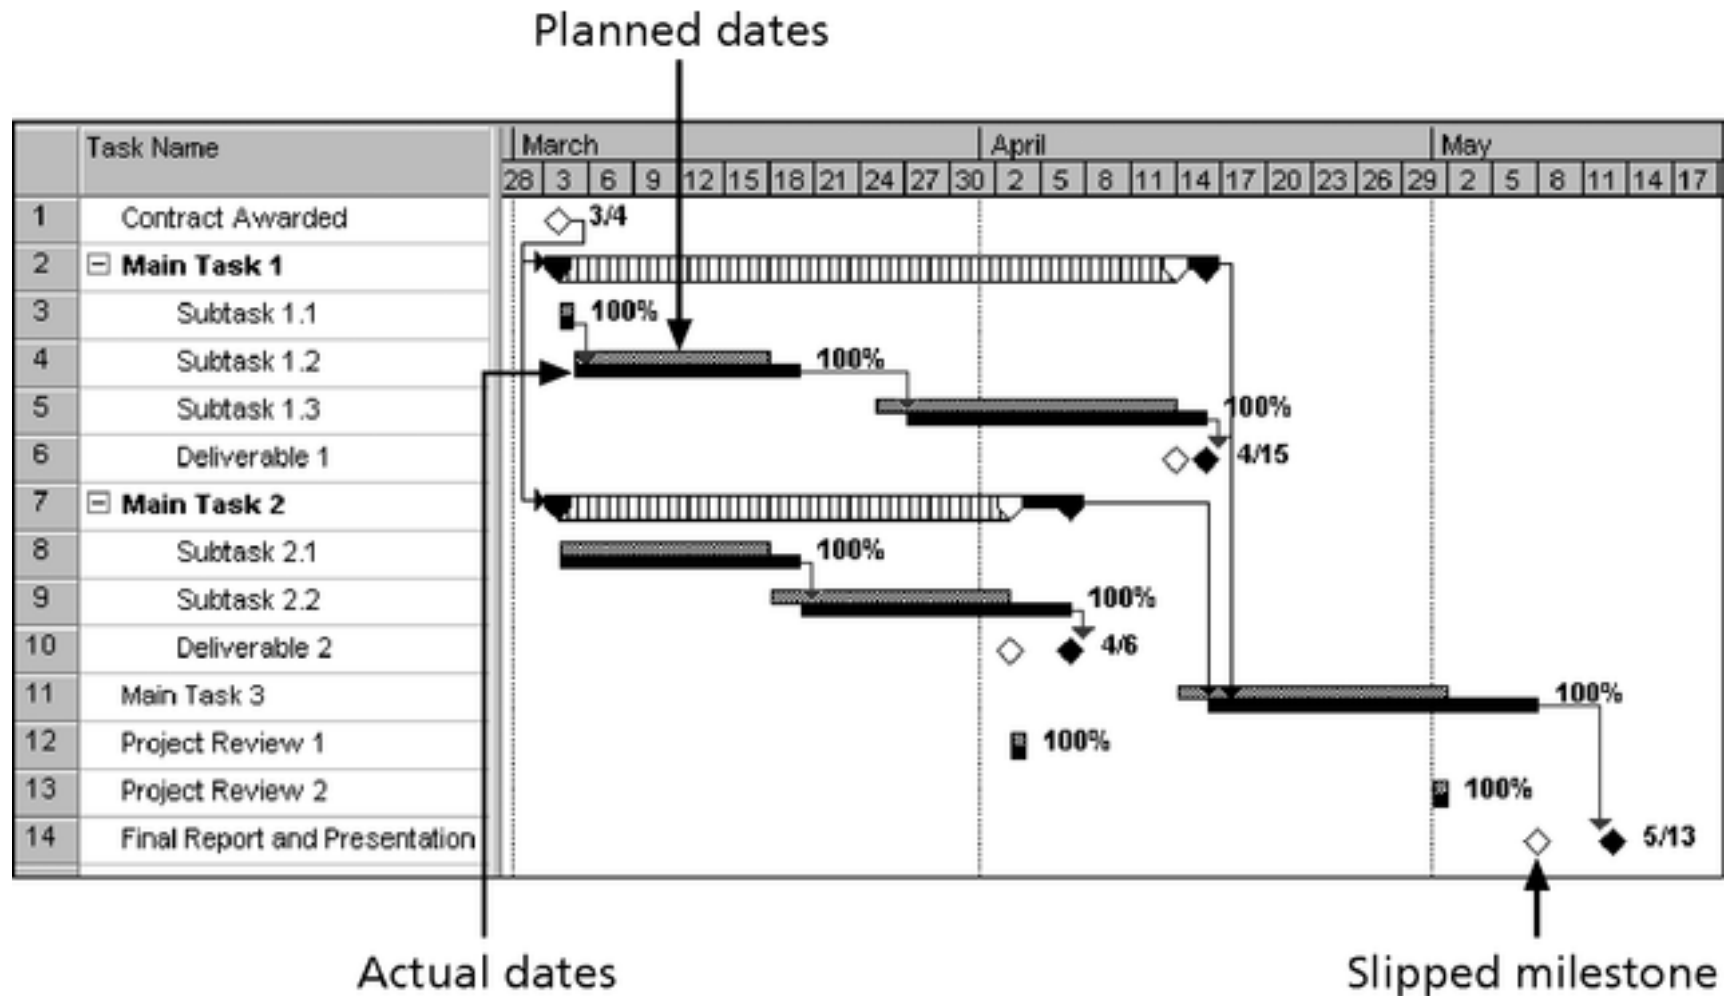 Planned dates
Task Name
March April May
28 3 6 9 12 15 18 21 24 27 30 2 5 8 11 14 17 20 23 26 29 2 5 8 11 14 17
1 Contract Awarded 3/4
2 Main Task 1
3 Subtask 1.1 100%
4 Subtask 1.2 100%
5 Subtask 1.3 100%
6 Deliverable 1 4/15
7 Main Task 2
8 Subtask 2.1 100%
9 Subtask 2.2 100%
10 Deliverable 2 4/6
11 Main Task 3 100%
12 Project Review 1 100%
13 Project Review 2 100%
14 Final Report and Presentation 5/13
Actual dates
Slipped milestone